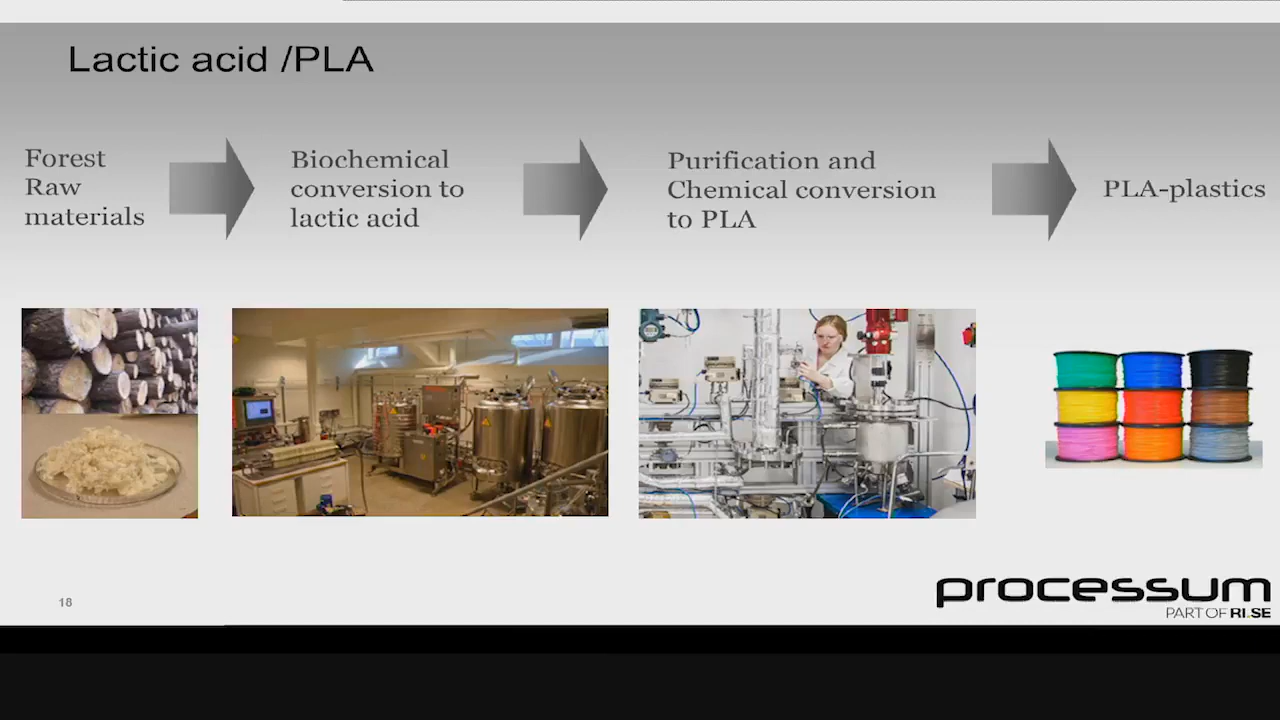 Lactic acid /PLA
Forest
Raw
materials
Biochemical
conversion to
lactic acid
Purification and
Chemical conversion
to PLA
PLA-plastics
18
processum
PART OF RI.SE